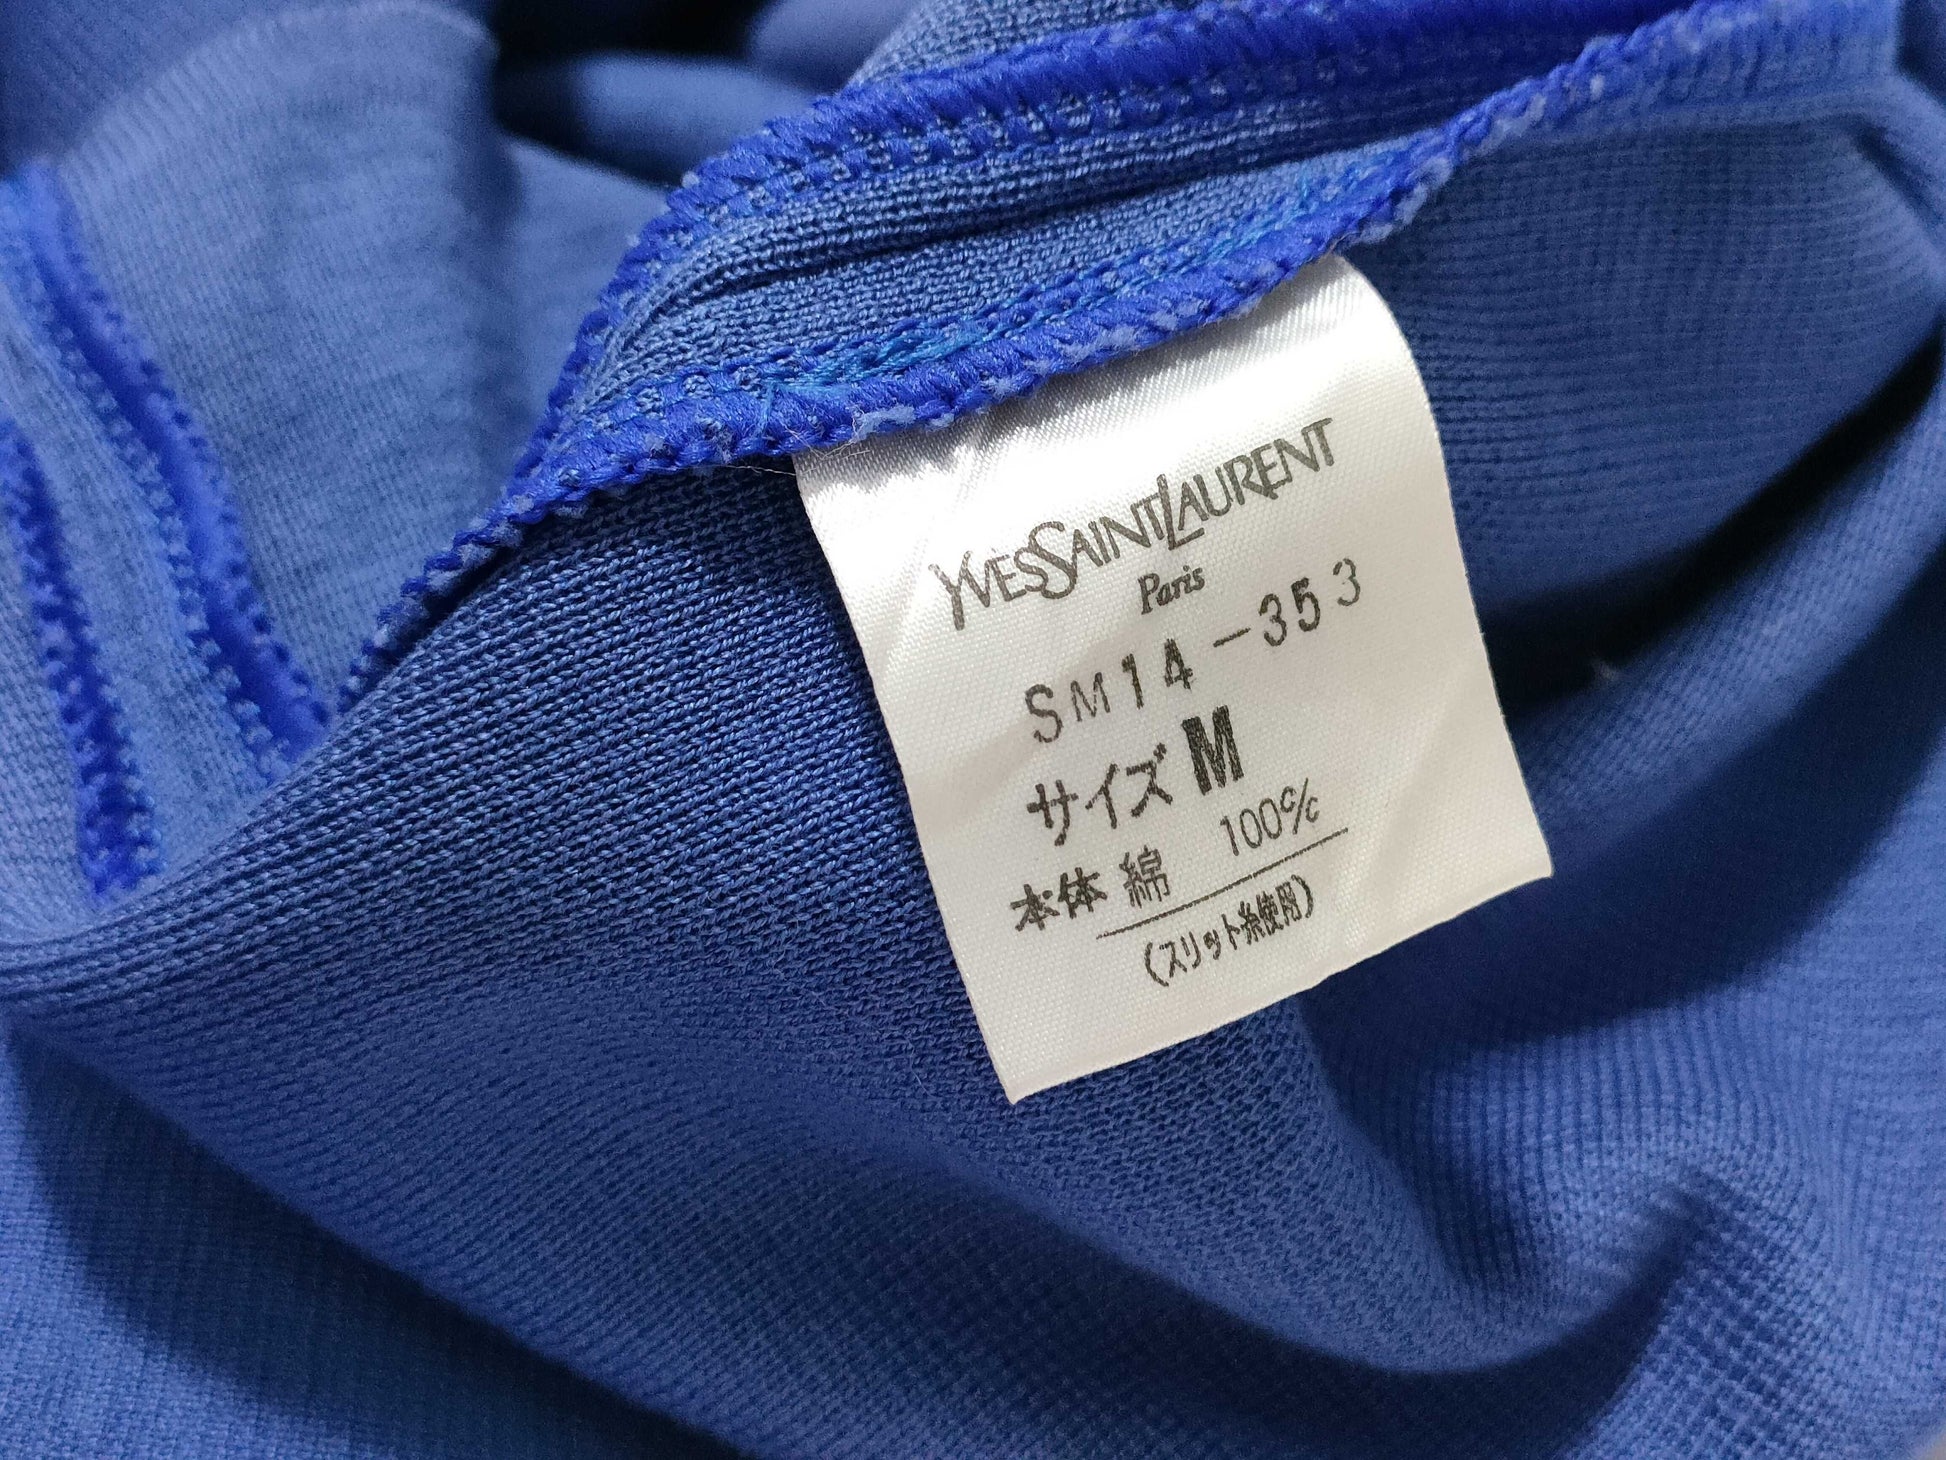 YVES SAINT LAURENT
Paris
SM14-353
サイズ M
本体 綿 100%
(スリット糸使用)